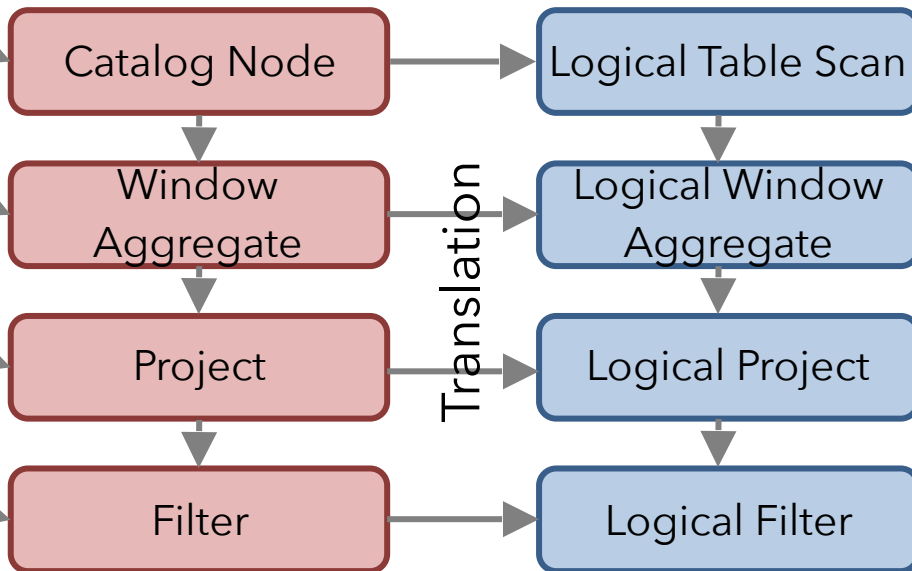 Catalog Node
Logical Table Scan
Window
Aggregate
Logical Window
Aggregate
Translation
Project
Logical Project
Filter
Logical Filter